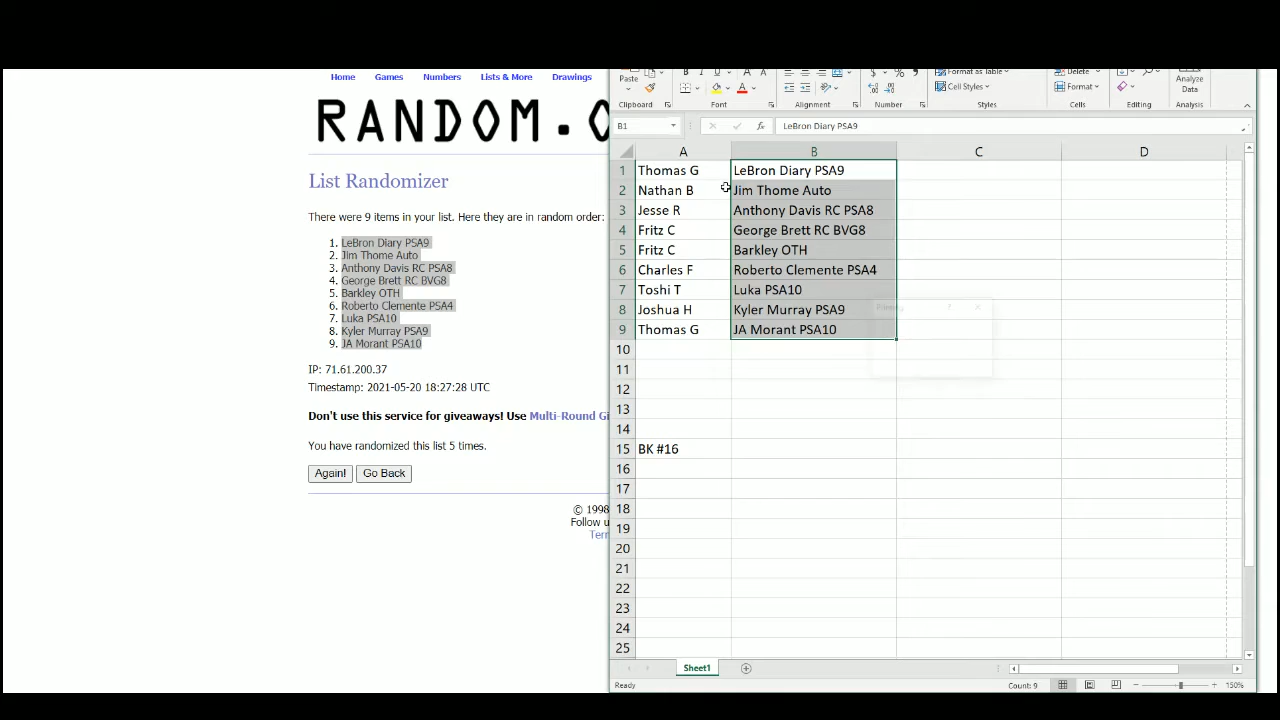 Home Games Numbers Lists & More Drawings
RANDOM.O
List Randomizer
There were 9 items in your list. Here they are in random order:
1. LeBron Diary PSA9
2. Jim Thome Auto
3. Anthony Davis RC PSA8
4. George Brett RC BVG8
5. Barkley OTH
6. Roberto Clemente PSA4
7. Luka PSA10
8. Kyler Murray PSA9
9. JA Morant PSA10
IP: 71.61.200.37
Timestamp: 2021-05-20 18:27:28 UTC
Don't use this service for giveaways! Use Multi-Round Gi
You have randomized this list 5 times.
Again! Go Back
© 1998
Follow u
Tern
Paste B I U A A $ % Format as Table Delete Analyze
Cell Styles Format Data
Clipboard Font Alignment Number Styles Cells Editing Analysis
B1 fx LeBron Diary PSA9
A B C D
1 Thomas G LeBron Diary PSA9
2 Nathan B Jim Thome Auto
3 Jesse R Anthony Davis RC PSA8
4 Fritz C George Brett RC BVG8
5 Fritz C Barkley OTH
6 Charles F Roberto Clemente PSA4
7 Toshi T Luka PSA10
8 Joshua H Kyler Murray PSA9
9 Thomas G JA Morant PSA10
10
11
12
13
14
15 BK #16
16
17
18
19
20
21
22
23
24
25
Sheet1
Ready Count: 9 150%